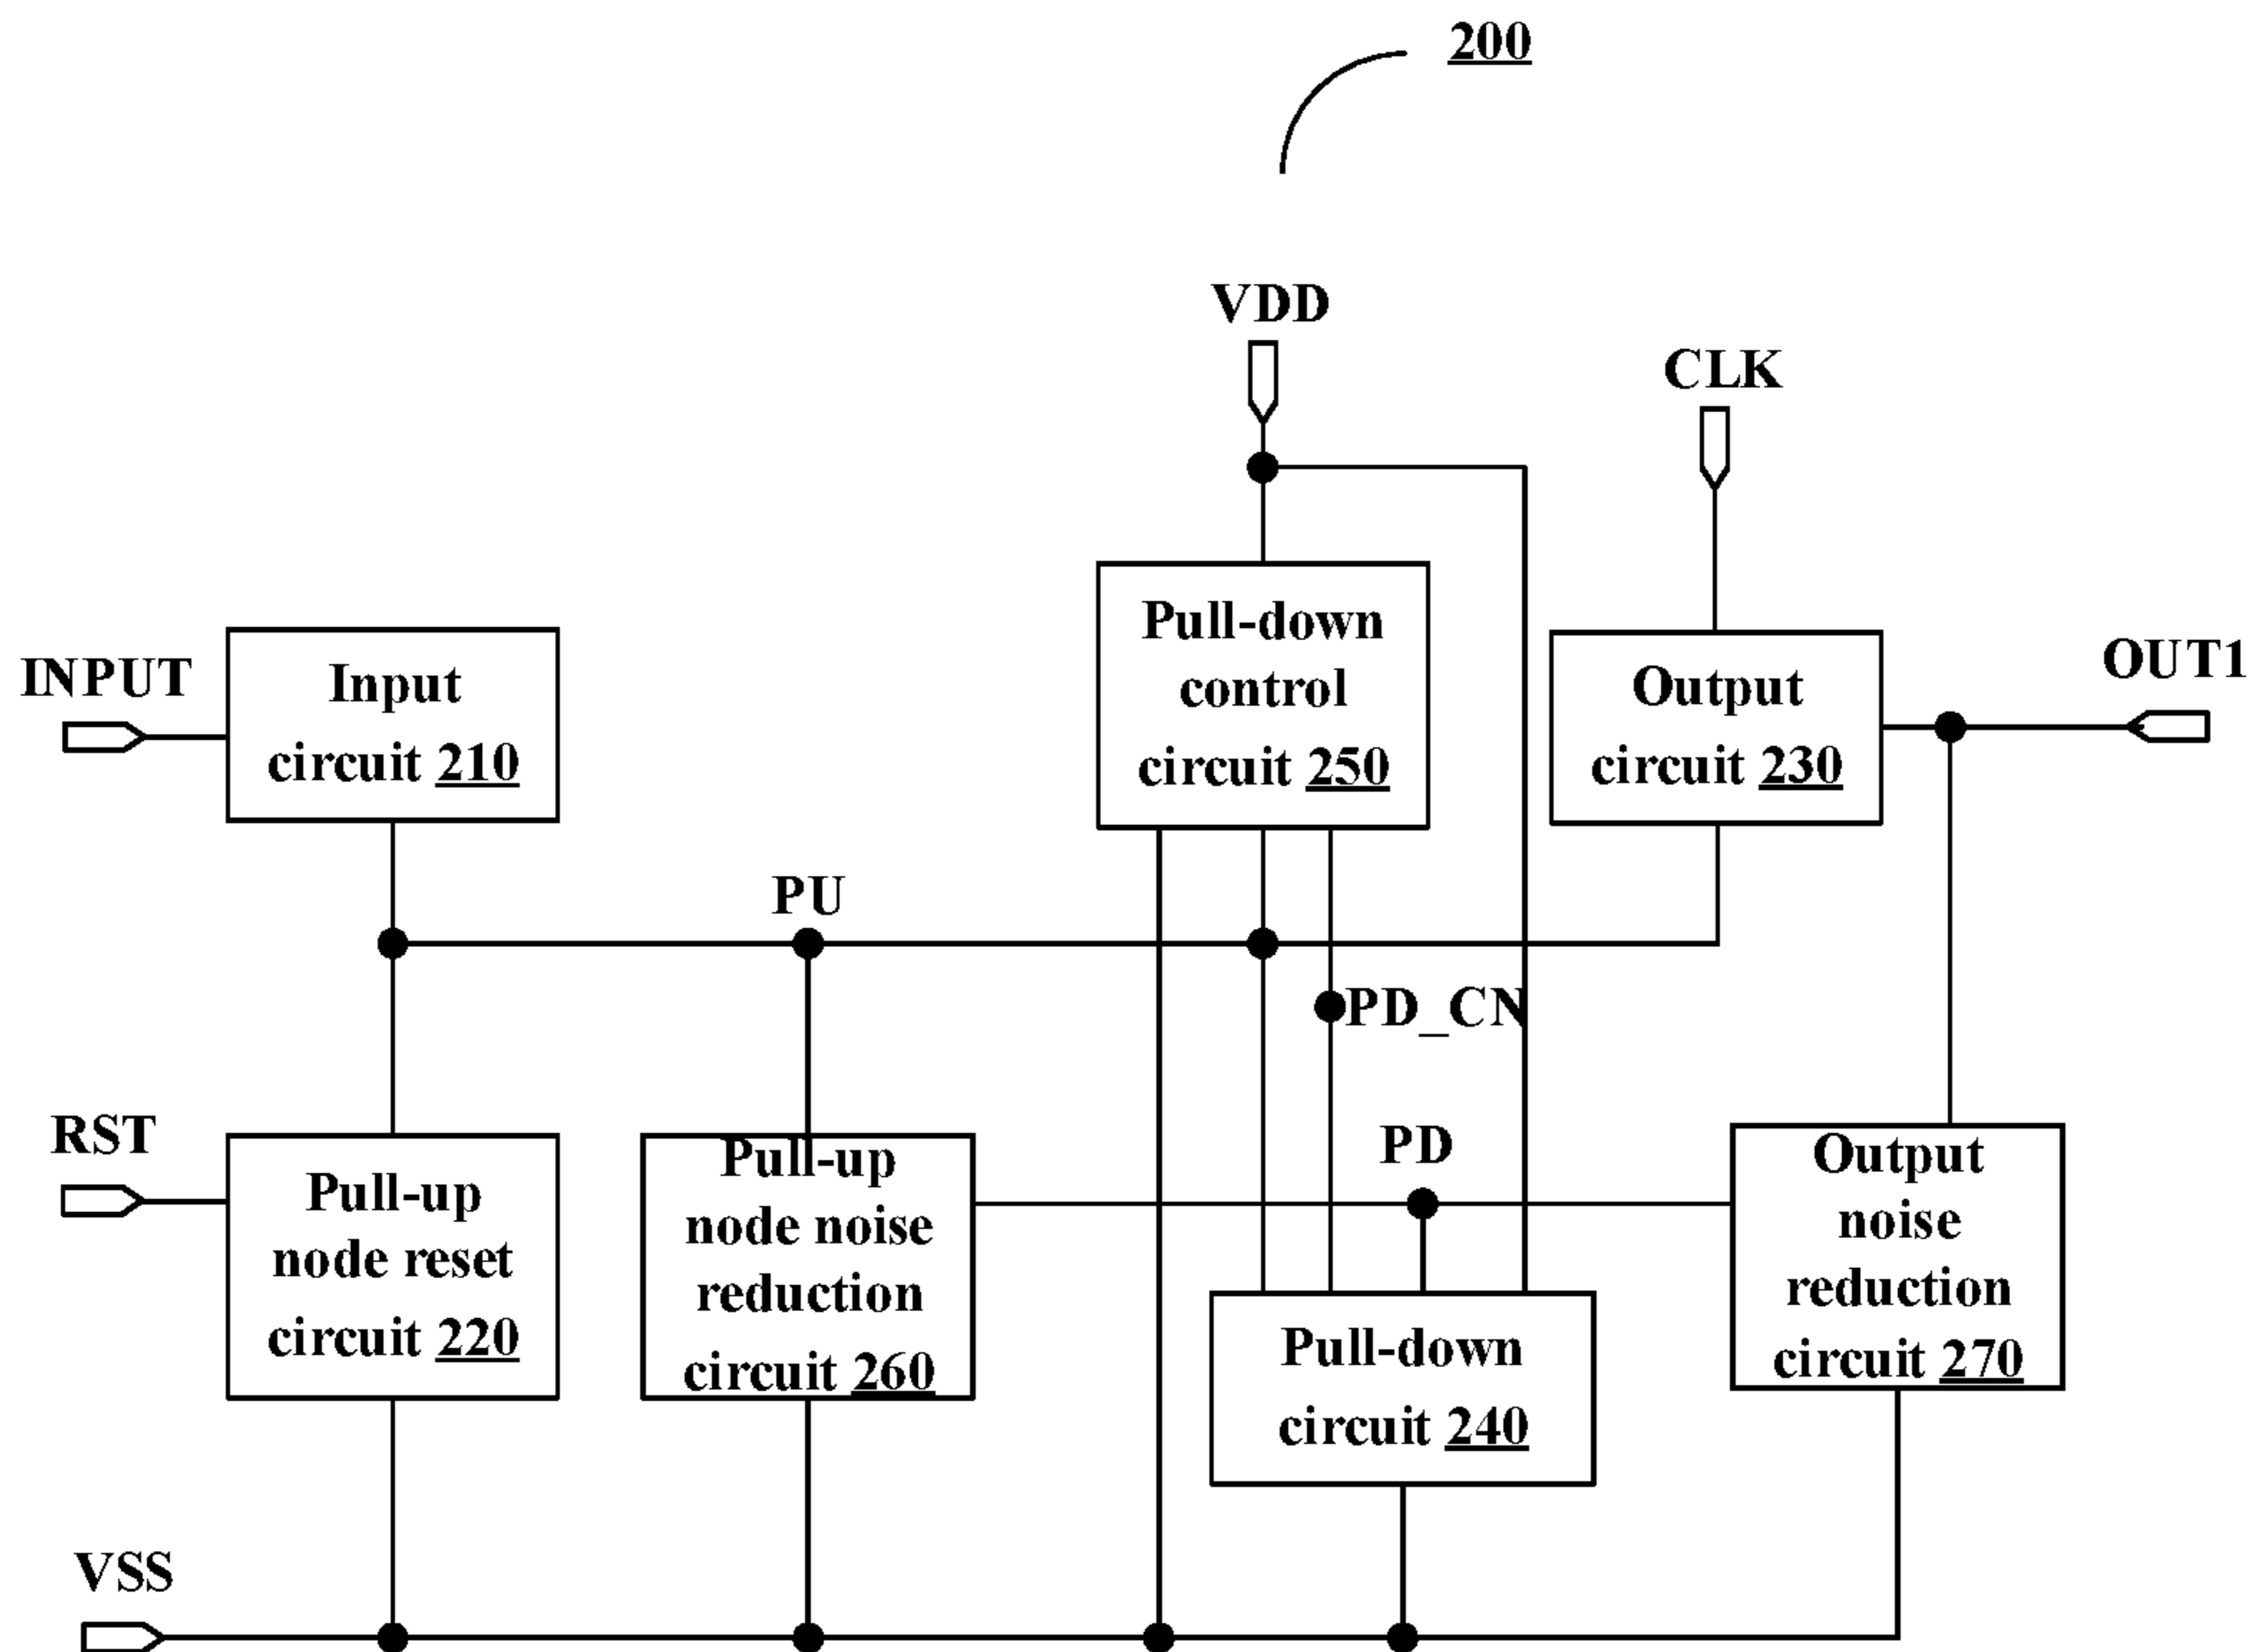 200
VDD
CLK
INPUT
Input
circuit 210
Pull-down
control
circuit 250
Output
circuit 230
OUT1
PU
PD_CN
RST
Pull-up
node reset
circuit 220
Pull-up
node noise
reduction
circuit 260
PD
Pull-down
circuit 240
Output
noise
reduction
circuit 270
VSS